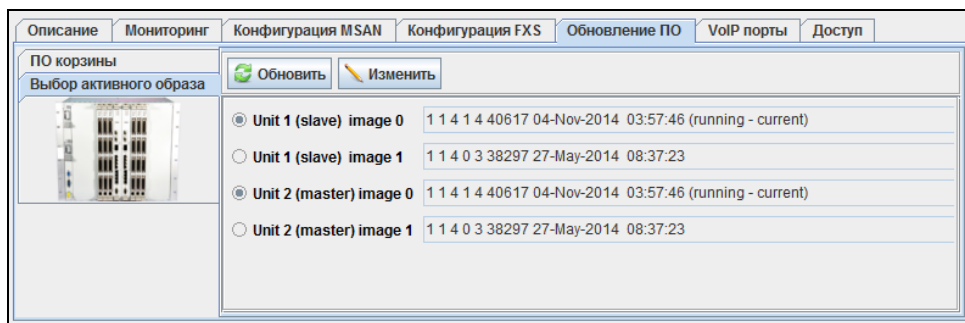 Описание Мониторинг Конфигурация MSAN Конфигурация FXS Обновление ПО VoIP порты Доступ
ПО корзины
Выбор активного образа
Обновить Изменить
Unit 1 (slave) image 0 1 1 4 1 4 40617 04-Nov-2014 03:57:46 (running - current)
Unit 1 (slave) image 1 1 1 4 0 3 38297 27-May-2014 08:37:23
Unit 2 (master) image 0 1 1 4 1 4 40617 04-Nov-2014 03:57:46 (running - current)
Unit 2 (master) image 1 1 1 4 0 3 38297 27-May-2014 08:37:23